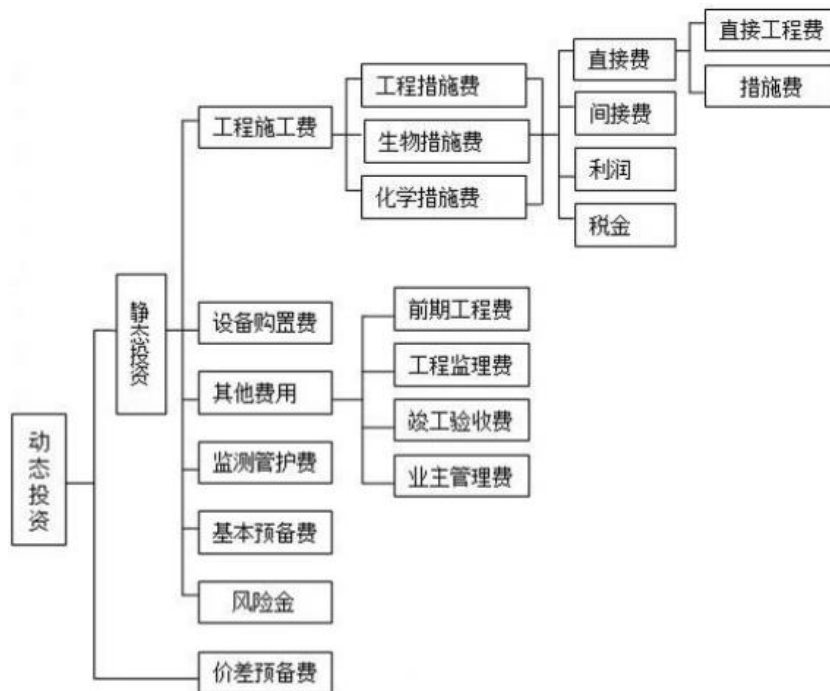 直接工程费
措施费
直接费
间接费
利润
税金
工程措施费
生物措施费
化学措施费
工程施工费
设备购置费
其他费用
监测管护费
基本预备费
风险金
价差预备费
前期工程费
工程监理费
竣工验收费
业主管理费
静态投资
动态投资